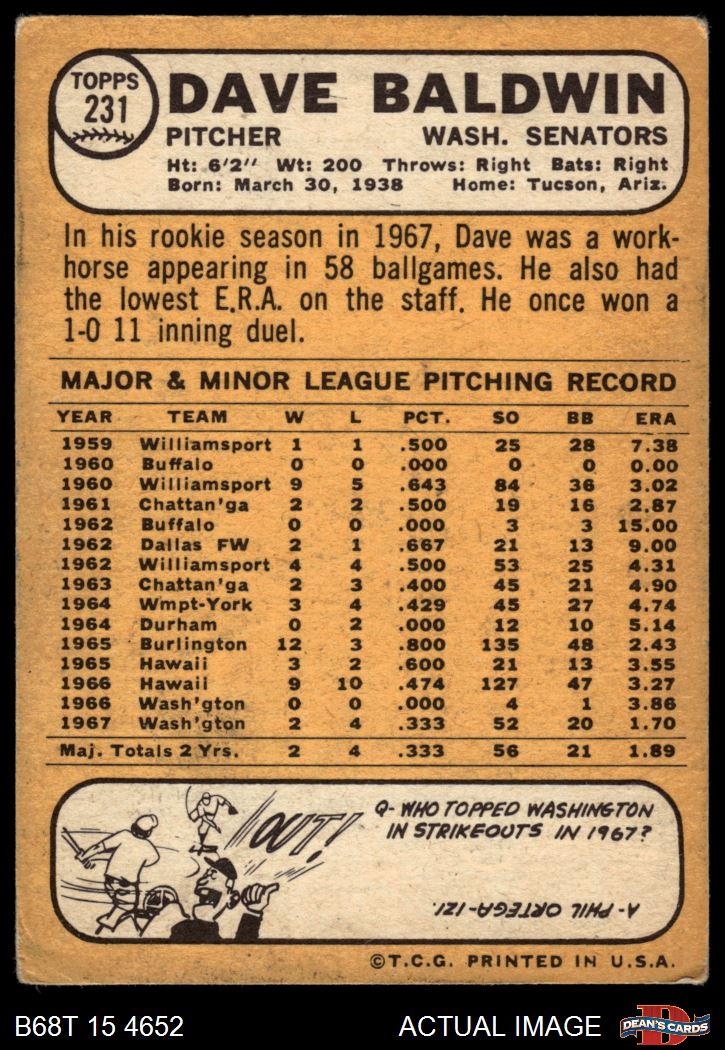 TOPPS
231
DAVE BALDWIN
PITCHER WASH. SENATORS
Ht: 6'2" Wt: 200 Throws: Right Bats: Right
Born: March 30, 1938 Home: Tucson, Ariz.
In his rookie season in 1967, Dave was a work-
horse appearing in 58 ballgames. He also had
the lowest E.R.A. on the staff. He once won a
1-0 11 inning duel.
MAJOR & MINOR LEAGUE PITCHING RECORD
YEAR TEAM W L PCT. SO BB ERA
1959 Williamsport 1 1 .500 25 28 7.38
1960 Buffalo 0 0 .000 0 0 0.00
1960 Williamsport 9 5 .643 84 36 3.02
1961 Chattan'ga 2 2 .500 19 16 2.87
1962 Buffalo 0 0 .000 3 3 15.00
1962 Dallas FW 2 1 .667 21 13 9.00
1962 Williamsport 4 4 .500 53 25 4.31
1963 Chattan'ga 2 3 .400 45 21 4.90
1964 Wmpt-York 3 4 .429 45 27 4.74
1964 Durham 0 2 .000 12 10 5.14
1965 Burlington 12 3 .800 135 48 2.43
1965 Hawaii 3 2 .600 21 13 3.55
1966 Hawaii 9 10 .474 127 47 3.27
1966 Wash'gton 0 0 .000 4 1 3.86
1967 Wash'gton 2 4 .333 52 20 1.70
Maj. Totals 2 Yrs. 2 4 .333 56 21 1.89
OUT!
Q- WHO TOPPED WASHINGTON
IN STRIKEOUTS IN 1967?
A- PHIL ORTEGA-121.
©T.C.G. PRINTED IN U.S.A.
B68T 15 4652 ACTUAL IMAGE
D
DEAN'S CARDS